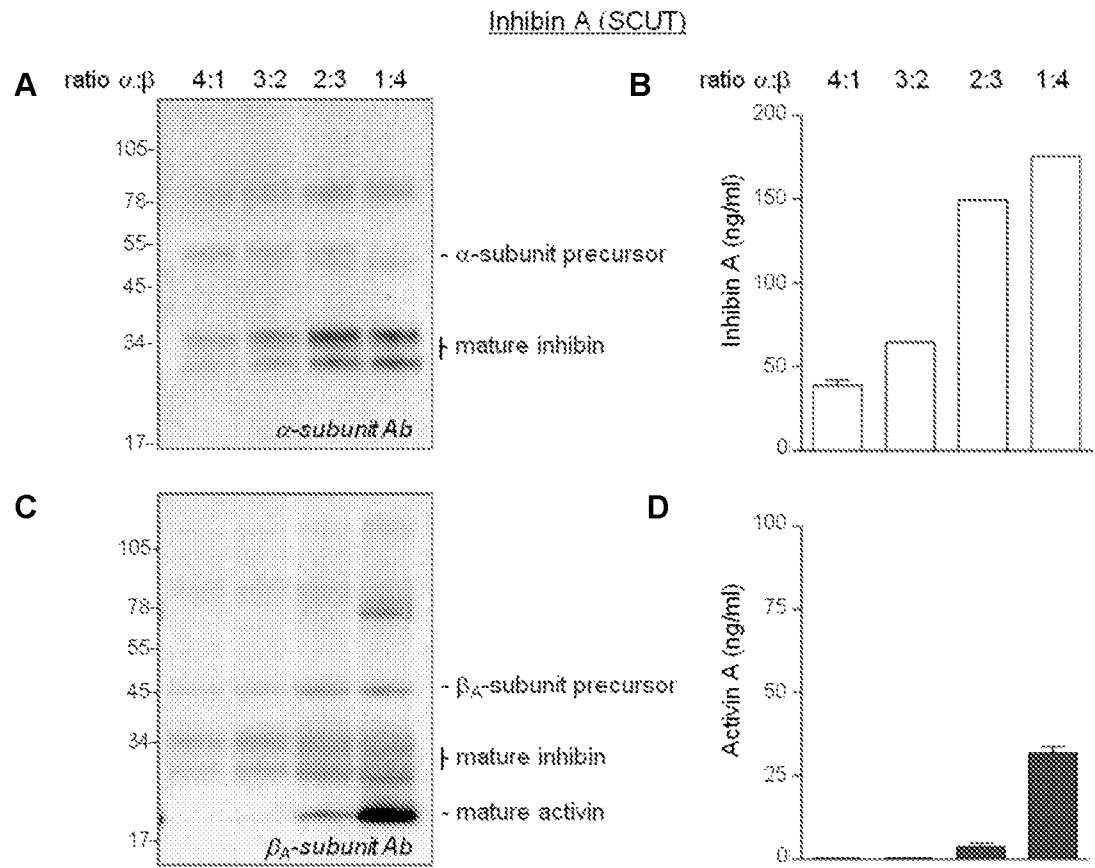 Inhibin A (SCUT)
A
ratio α:β 4:1 3:2 2:3 1:4
105-
78-
55-
45-
34-
17-
- α-subunit precursor
mature inhibin
α-subunit Ab
B
ratio α:β 4:1 3:2 2:3 1:4
Inhibin A (ng/ml)
200
150
100
50
0
C
105-
78-
55-
45-
34-
17-
- βA-subunit precursor
mature inhibin
- mature activin
βA-subunit Ab
D
Activin A (ng/ml)
100
75
50
25
0